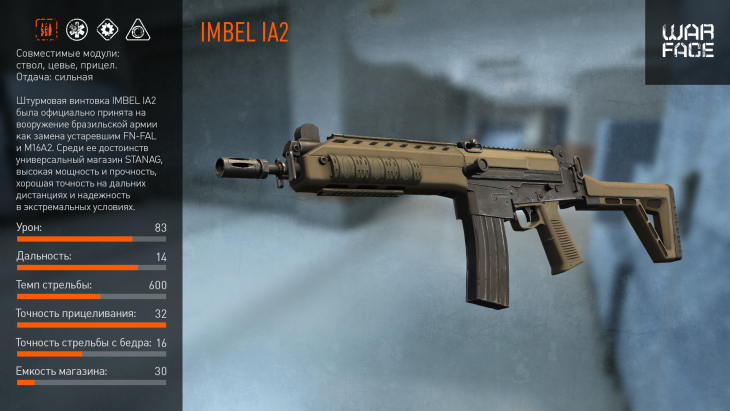 IMBEL IA2
WAR
FACE
Совместимые модули:
ствол, цевье, прицел.
Отдача: сильная
Штурмовая винтовка IMBEL IA2
была официально принята на
вооружение бразильской армии
как замена устаревшим FN-FAL
и M16A2. Среди ее достоинств
универсальный магазин STANAG,
высокая мощность и прочность,
хорошая точность на дальних
дистанциях и надежность
в экстремальных условиях.
Урон: 83
Дальность: 14
Темп стрельбы: 600
Точность прицеливания: 32
Точность стрельбы с бедра: 16
Емкость магазина: 30